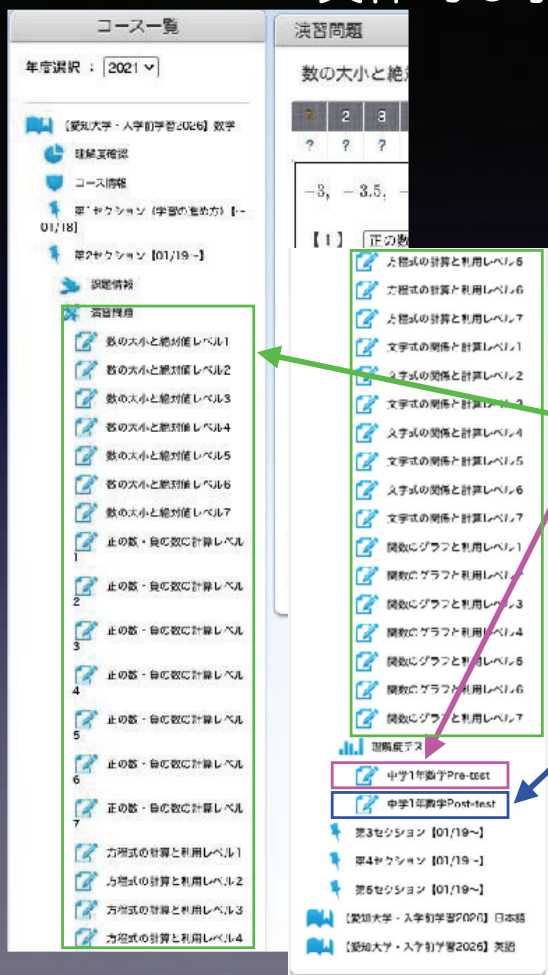 コース一覧
年度選択 : 2021
【愛知大学・入学前学習2026】数学
理解度確認
コース情報
第1セクション (学習の進め方) 【--
01/18】
第2セクション【01/19~】
課題情報
演習問題
数の大小と絶対値レベル1
数の大小と絶対値レベル2
数の大小と絶対値レベル3
数の大小と絶対値レベル4
数の大小と絶対値レベル5
数の大小と絶対値レベル6
数の大小と絶対値レベル7
正の数・負の数の計算レベル
1
正の数・負の数の計算レベル
2
正の数・負の数の計算レベル
3
正の数・負の数の計算レベル
4
正の数・負の数の計算レベル
5
正の数・負の数の計算レベル
6
正の数・負の数の計算レベル
7
方程式の計算と利用レベル1
方程式の計算と利用レベル2
方程式の計算と利用レベル3
方程式の計算と利用レベル4
演習問題
数の大小と絶
2 3
? ? ?
-3, -3.5, -
【1】 正の数
方程式の計算と利用レベル5
方程式の計算と利用レベル6
方程式の計算と利用レベル7
文字式の関係と計算レベル1
文字式の関係と計算レベル2
文字式の関係と計算レベル3
文字式の関係と計算レベル4
文字式の関係と計算レベル5
文字式の関係と計算レベル6
文字式の関係と計算レベル7
関数のグラフと利用レベル1
関数のグラフと利用レベル
関数のグラフと利用レベル3
関数のグラフと利用レベル4
関数のグラフと利用レベル5
関数のグラフと利用レベル6
関数のグラフと利用レベル7
理解度テス
中学1年数学Pre-test
中学1年数学Post-test
第3セクション【01/19~】
第4セクション【01/19~】
第5セクション【01/19~】
【愛知大学・入学前学習2026】日本語
【愛知大学・入学前学習2026】英語